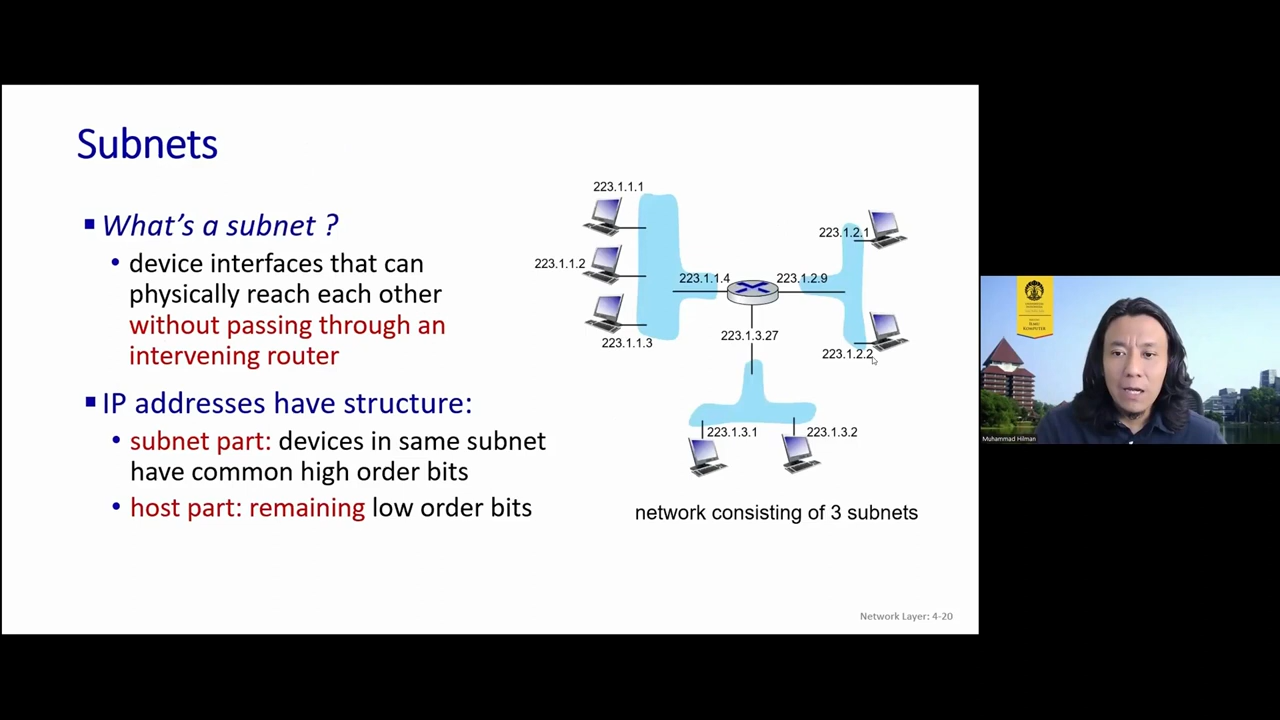 Subnets
What's a subnet ?
device interfaces that can
physically reach each other
without passing through an
intervening router
IP addresses have structure:
subnet part: devices in same subnet
have common high order bits
host part: remaining low order bits
223.1.1.1
223.1.1.2
223.1.1.3
223.1.1.4
223.1.2.9
223.1.2.1
223.1.2.2
223.1.3.27
223.1.3.1
223.1.3.2
network consisting of 3 subnets
Network Layer: 4-20
ILMU
KOMPUTER
Muhammad Hilman